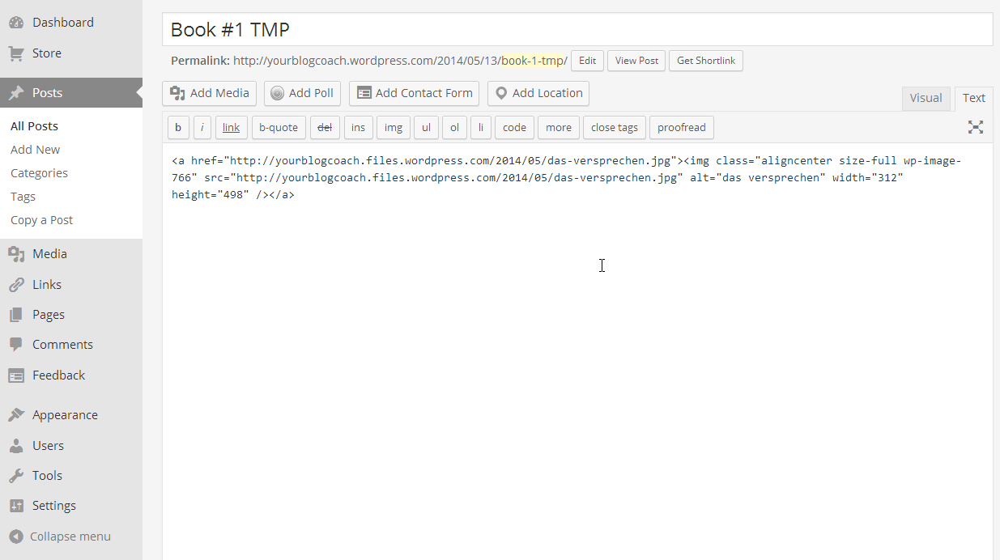 Dashboard
Store
Posts
All Posts
Add New
Categories
Tags
Copy a Post
Media
Links
Pages
Comments
Feedback
Appearance
Users
Tools
Settings
Collapse menu
Book #1 TMP
Permalink: http://yourblogcoach.wordpress.com/2014/05/13/book-1-tmp/ Edit View Post Get Shortlink
Add Media Add Poll Add Contact Form Add Location
Visual Text
b i link b-quote del ins img ul ol li code more close tags proofread
<a href="http://yourblogcoach.files.wordpress.com/2014/05/das-versprechen.jpg"><img class="aligncenter size-full wp-image-
766" src="http://yourblogcoach.files.wordpress.com/2014/05/das-versprechen.jpg" alt="das versprechen" width="312"
height="498" /></a>